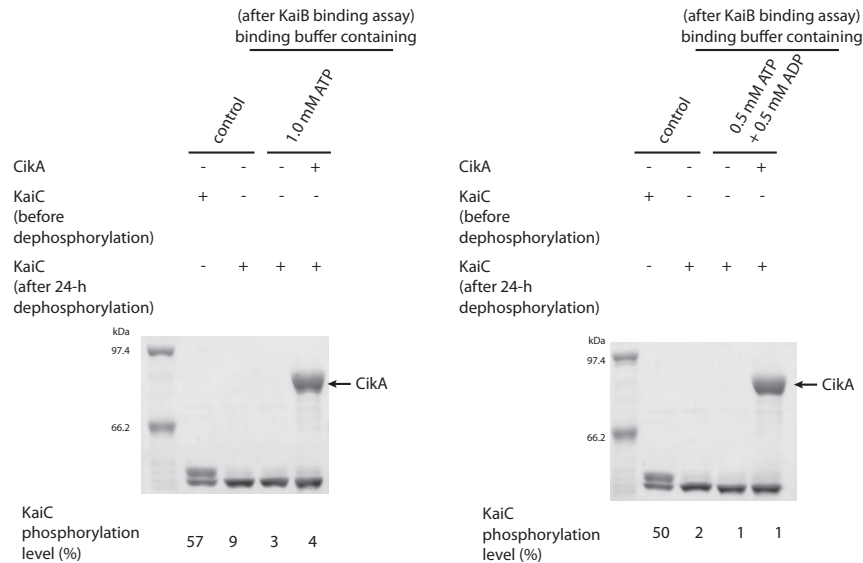 (after KaiB binding assay)
binding buffer containing
control
1.0 mM ATP
CikA - - - +
KaiC + - - -
(before
dephosphorylation)
KaiC - + + +
(after 24-h
dephosphorylation)
kDa
97.4
CikA
66.2
KaiC
phosphorylation
level (%)
57 9 3 4
(after KaiB binding assay)
binding buffer containing
control
0.5 mM ATP
+ 0.5 mM ADP
CikA - - - +
KaiC + - - -
(before
dephosphorylation)
KaiC - + + +
(after 24-h
dephosphorylation)
kDa
97.4
CikA
66.2
KaiC
phosphorylation
level (%)
50 2 1 1